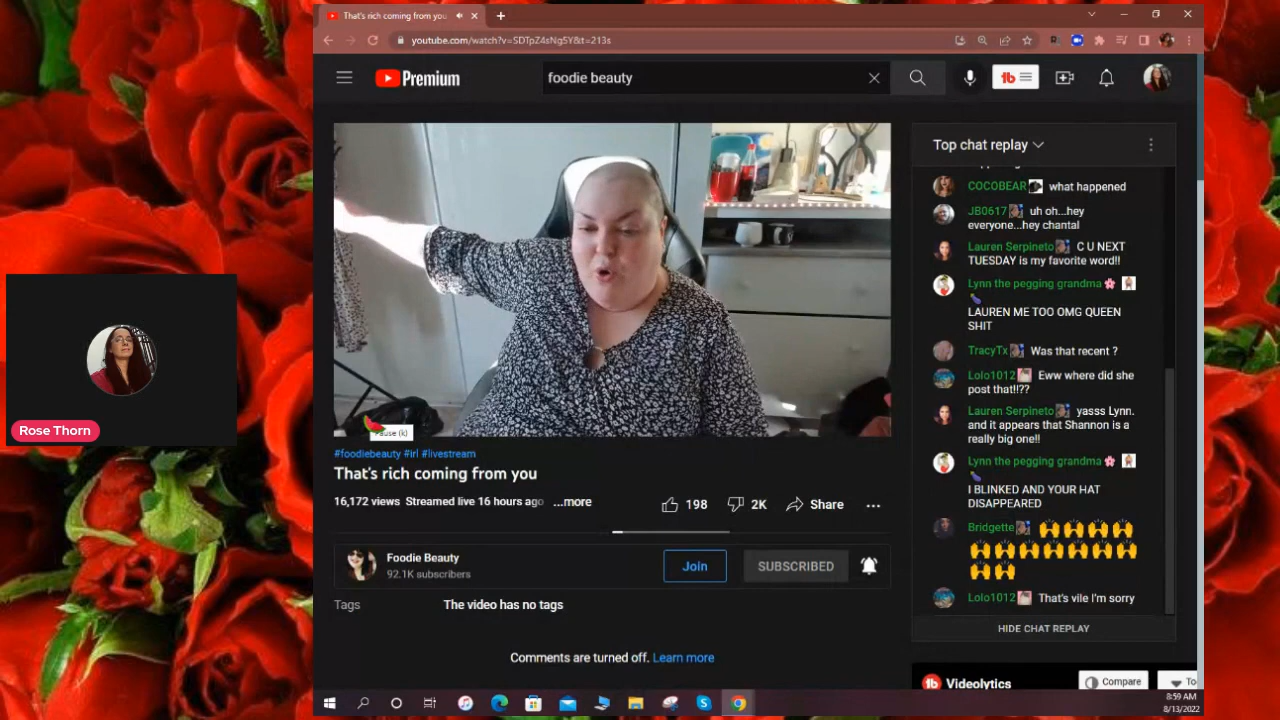 That's rich coming from you
youtube.com/watch?v=SDTpZ4sNg5Y&t=213s
Premium
foodie beauty
Top chat replay
COCOBEAR what happened
JB0617 uh oh...hey
everyone...hey chantal
Lauren Serpineto C U NEXT
TUESDAY is my favorite word!!
Lynn the pegging grandma
LAUREN ME TOO OMG QUEEN
SHIT
TracyTx Was that recent ?
Lolo1012 Eww where did she
post that!!??
Lauren Serpineto yasss Lynn.
and it appears that Shannon is a
really big one!!
Lynn the pegging grandma
I BLINKED AND YOUR HAT
DISAPPEARED
Bridgette
Lolo1012 That's vile I'm sorry
HIDE CHAT REPLAY
Rose Thorn
Pause (k)
#foodiebeauty #irl #livestream
That's rich coming from you
16,172 views Streamed live 16 hours ago ...more
198
2K
Share
Foodie Beauty
92.1K subscribers
Join
SUBSCRIBED
Tags
The video has no tags
Comments are turned off. Learn more
tb Videolytics
Compare
To
8:59 AM
8/13/2022